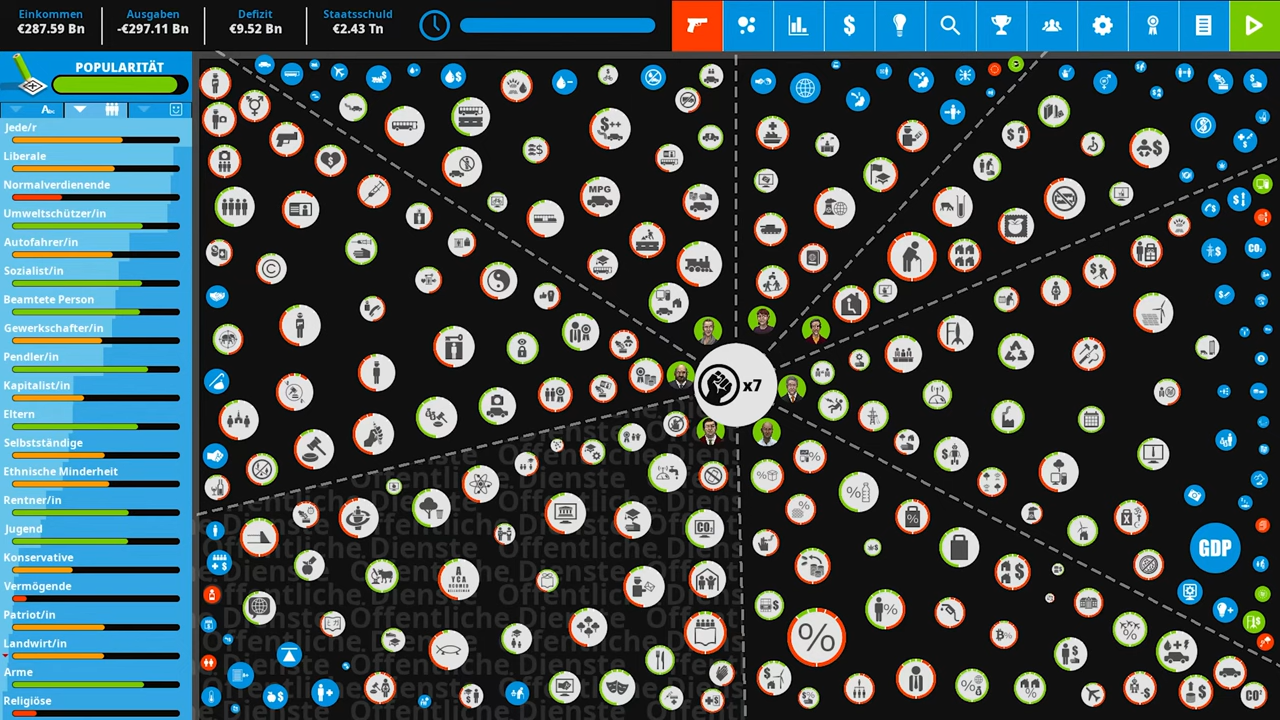 Einkommen
€287.59 Bn
Ausgaben
-€297.11 Bn
Defizit
€9.52 Bn
Staatsschuld
€2.43 Tn
POPULARITÄT
Jede/r
Liberale
Normalverdienende
Umweltschützer/in
Autofahrer/in
Sozialist/in
Beamtete Person
Gewerkschafter/in
Pendler/in
Kapitalist/in
Eltern
Selbstständige
Ethnische Minderheit
Rentner/in
Jugend
Konservative
Vermögende
Patriot/in
Landwirt/in
Arme
Religiöse
x7
MPG
GDP
CO²
CO²
Öffentliche Dienste